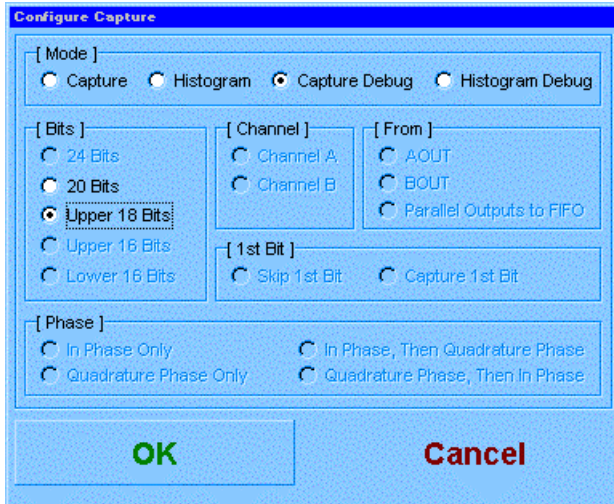 Configure Capture
[ Mode ]
Capture Histogram Capture Debug Histogram Debug
[ Bits ]
24 Bits
20 Bits
Upper 18 Bits
Upper 16 Bits
Lower 16 Bits
[ Channel ]
Channel A
Channel B
[ From ]
AOUT
BOUT
Parallel Outputs to FIFO
[ 1st Bit ]
Skip 1st Bit Capture 1st Bit
[ Phase ]
In Phase Only In Phase, Then Quadrature Phase
Quadrature Phase Only Quadrature Phase, Then In Phase
OK Cancel